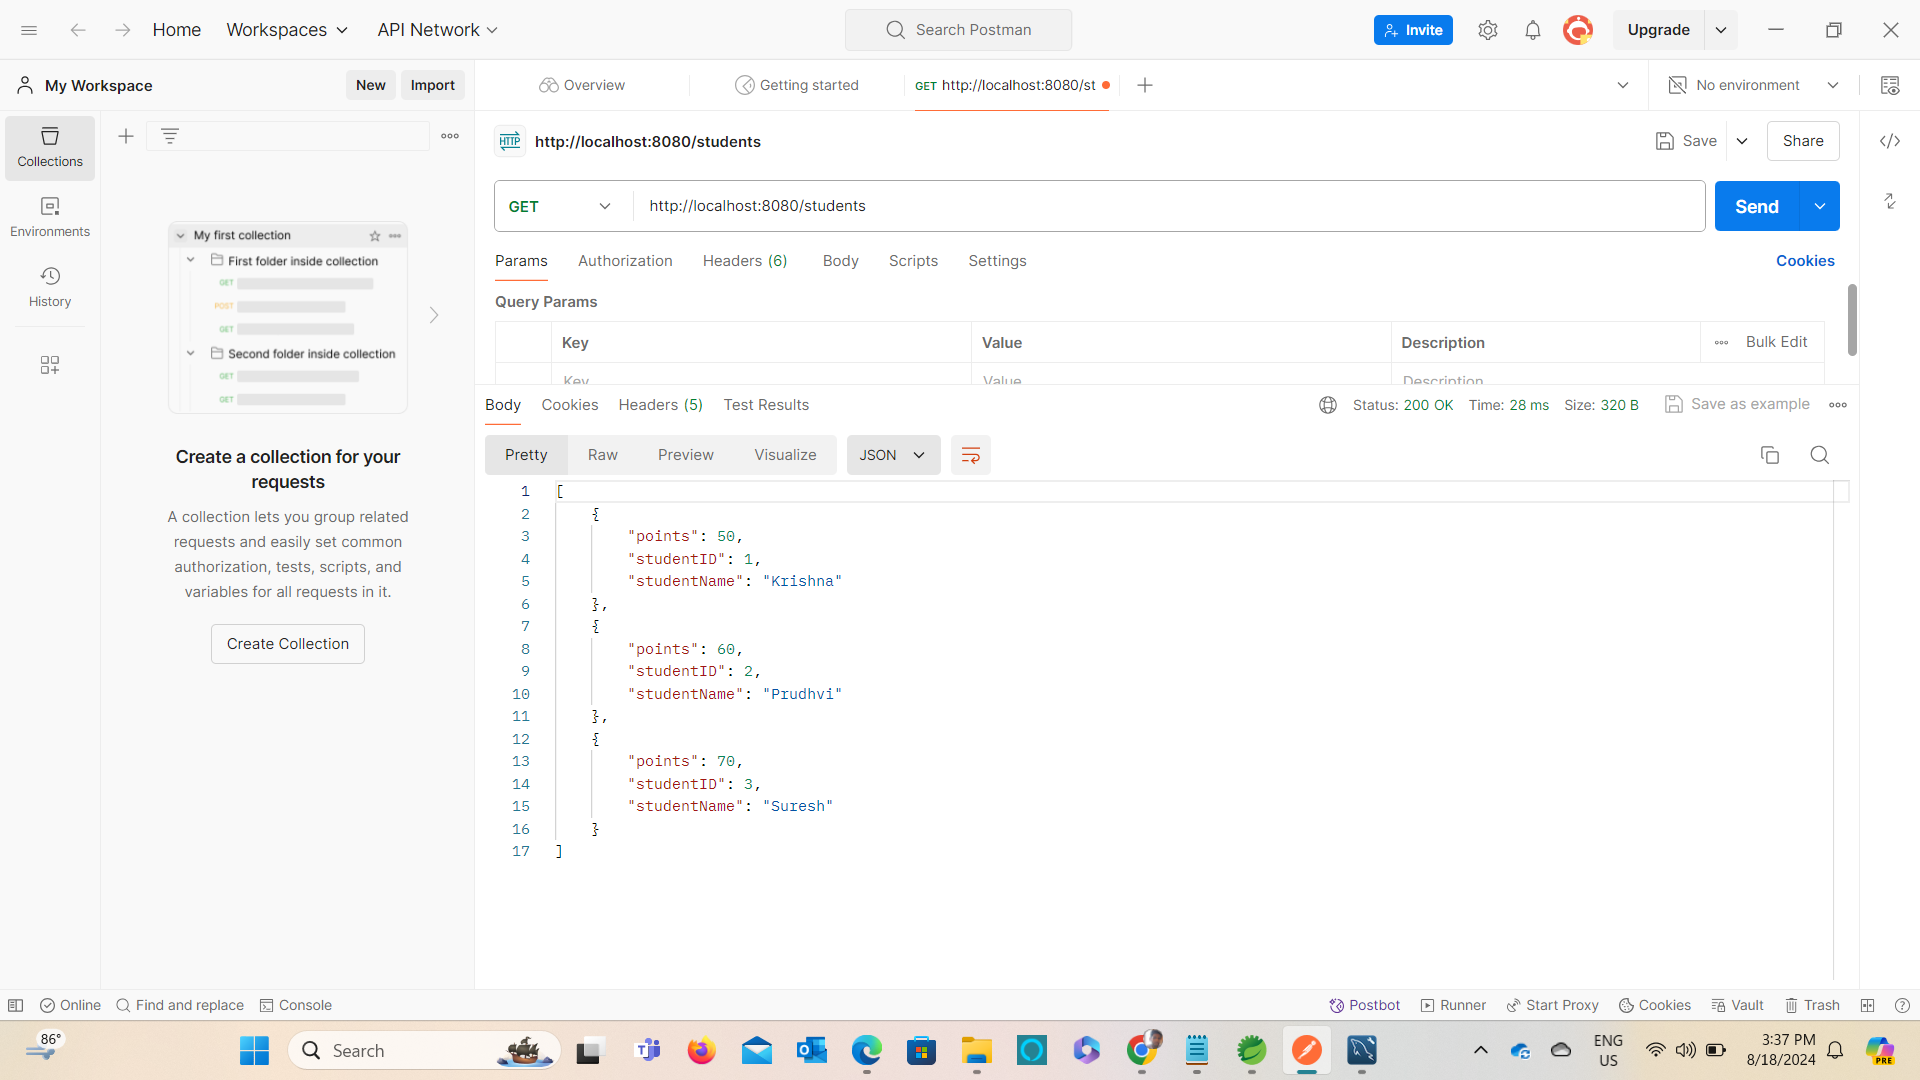 Home Workspaces API Network
Search Postman
Invite
Upgrade
My Workspace
New Import
Overview
Getting started
GET http://localhost:8080/st
No environment
Collections
Environments
History
My first collection
First folder inside collection
GET
POST
GET
Second folder inside collection
GET
GET
Create a collection for your
requests
A collection lets you group related
requests and easily set common
authorization, tests, scripts, and
variables for all requests in it.
Create Collection
HTTP http://localhost:8080/students
Save Share
GET http://localhost:8080/students
Send
Params Authorization Headers (6) Body Scripts Settings
Cookies
Query Params
Key Value Description Bulk Edit
Key Value Description
Body Cookies Headers (5) Test Results
Status: 200 OK Time: 28 ms Size: 320 B Save as example
Pretty Raw Preview Visualize JSON
1 [
2 {
3 "points": 50,
4 "studentID": 1,
5 "studentName": "Krishna"
6 },
7 {
8 "points": 60,
9 "studentID": 2,
10 "studentName": "Prudhvi"
11 },
12 {
13 "points": 70,
14 "studentID": 3,
15 "studentName": "Suresh"
16 }
17 ]
Online Find and replace Console
Postbot Runner Start Proxy Cookies Vault Trash
86°
Search
ENG
US
3:37 PM
8/18/2024
PRE